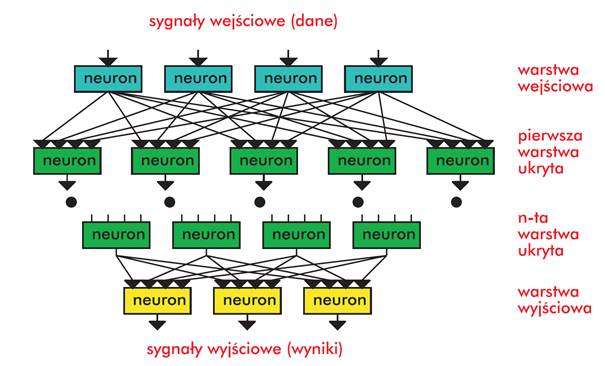 sygnały wejściowe (dane)
neuron neuron neuron neuron
warstwa
wejściowa
pierwsza
warstwa
ukryta
neuron neuron neuron neuron neuron
n-ta
warstwa
ukryta
neuron neuron neuron neuron
warstwa
wyjściowa
neuron neuron neuron
sygnały wyjściowe (wyniki)